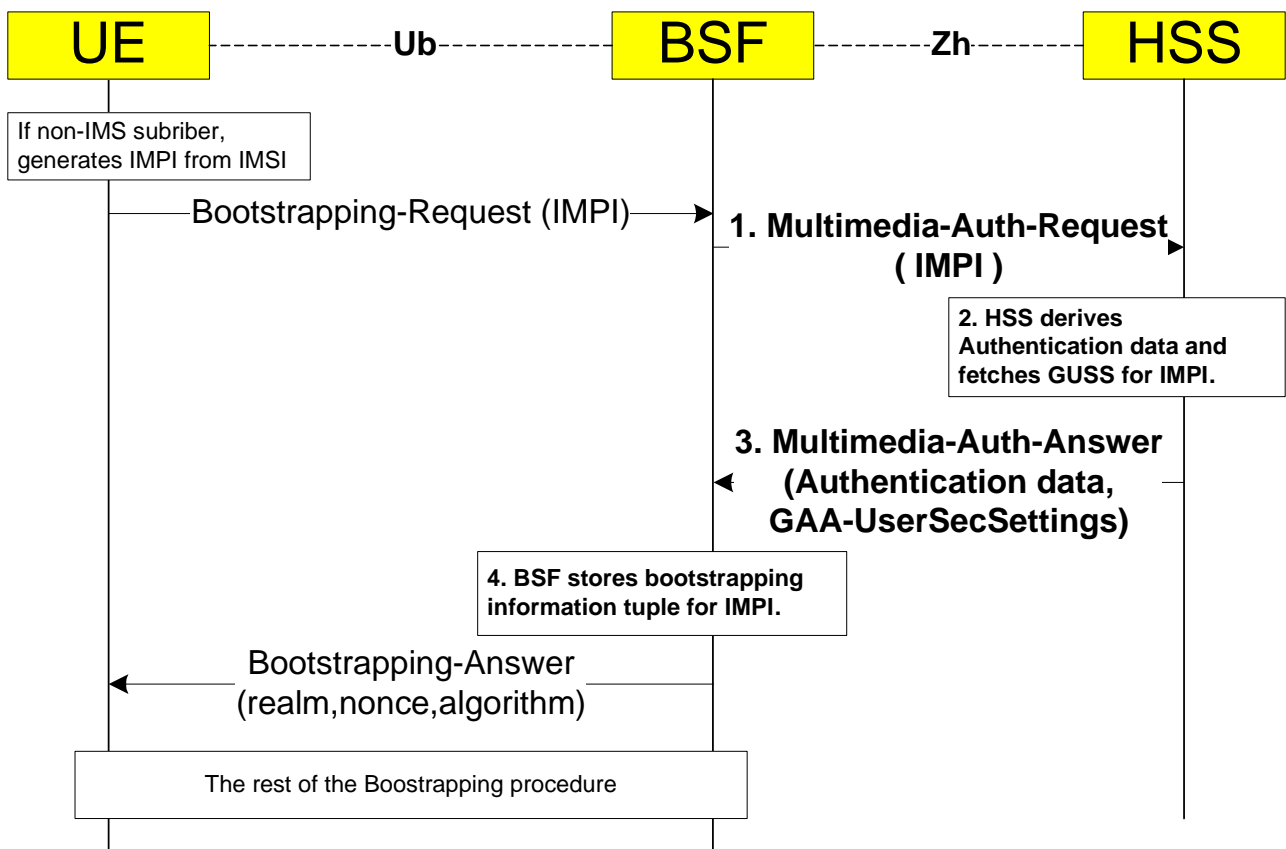 UE
Ub
BSF
Zh
HSS
If non-IMS subriber,
generates IMPI from IMSI
Bootstrapping-Request (IMPI)
1. Multimedia-Auth-Request
( IMPI )
2. HSS derives
Authentication data and
fetches GUSS for IMPI.
3. Multimedia-Auth-Answer
(Authentication data,
GAA-UserSecSettings)
4. BSF stores bootstrapping
information tuple for IMPI.
Bootstrapping-Answer
(realm,nonce,algorithm)
The rest of the Boostrapping procedure